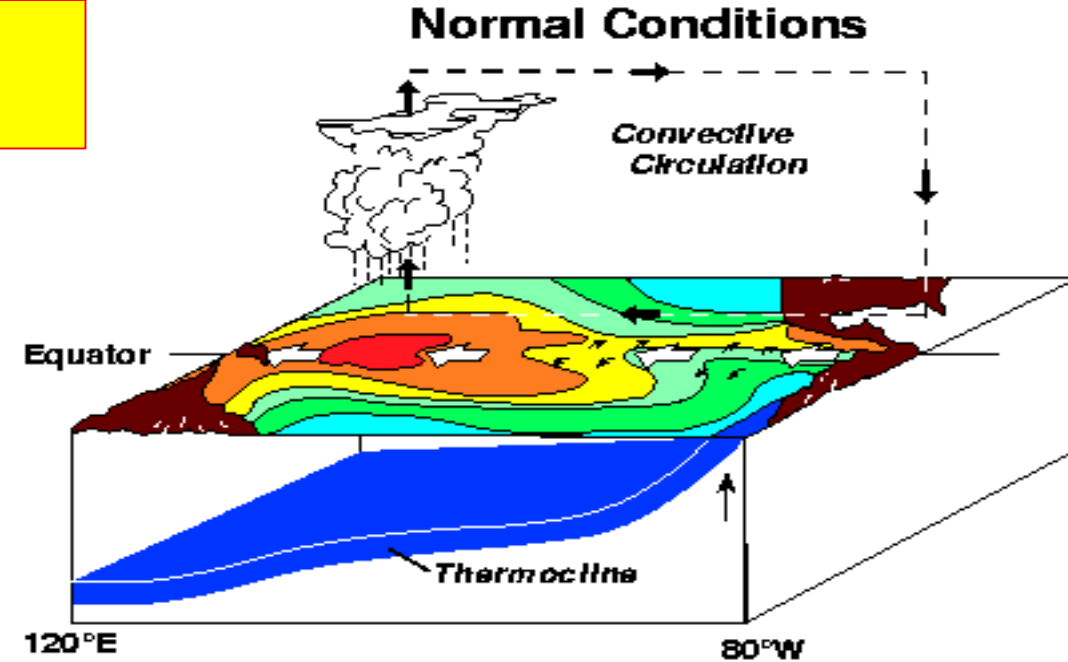 Normal Conditions
Convective
Circulation
Equator
Thermocline
120°E
80°W